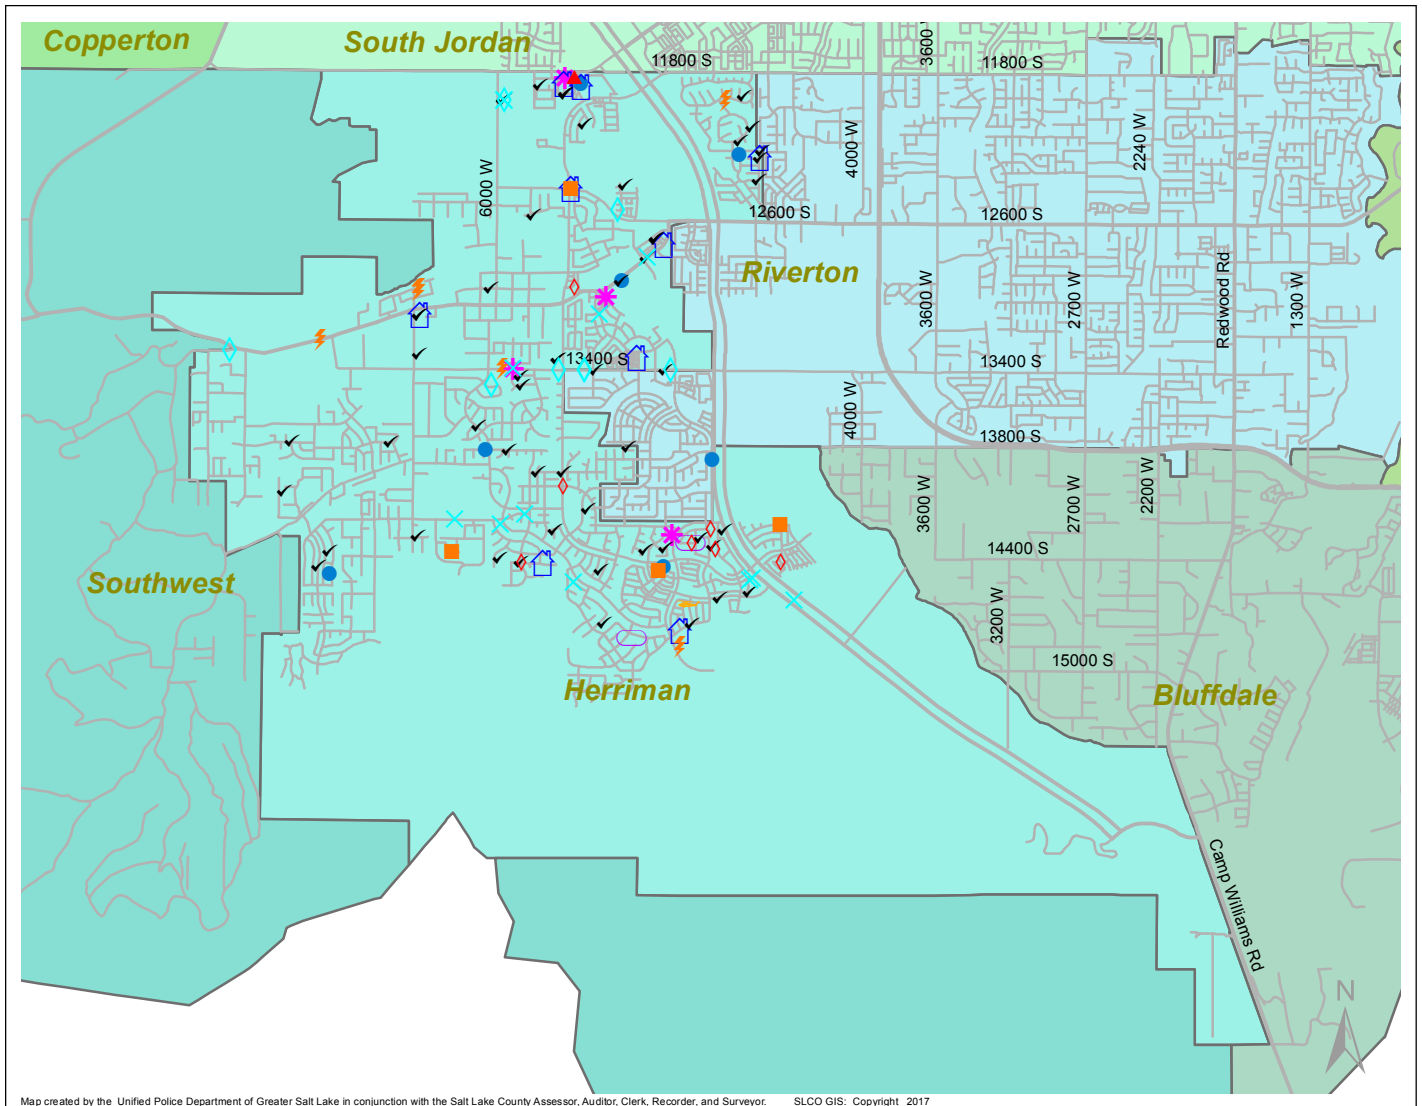 Copperton
South Jordan
3600
11800 S
11800 S
4000 W
2240 W
6000 W
12600 S
12600 S
Riverton
Redwood Rd
3600 W
2700 W
1300 W
13400 S
13400 S
4000 W
13800 S
2200 W
3600 W
2700 W
14400 S
Southwest
3200 W
15000 S
Herriman
Bluffdale
Camp Williams Rd
N
Map created by the Unified Police Department of Greater Salt Lake in conjunction with the Salt Lake County Assessor, Auditor, Clerk, Recorder, and Surveyor. SLCO GIS: Copyright 2017